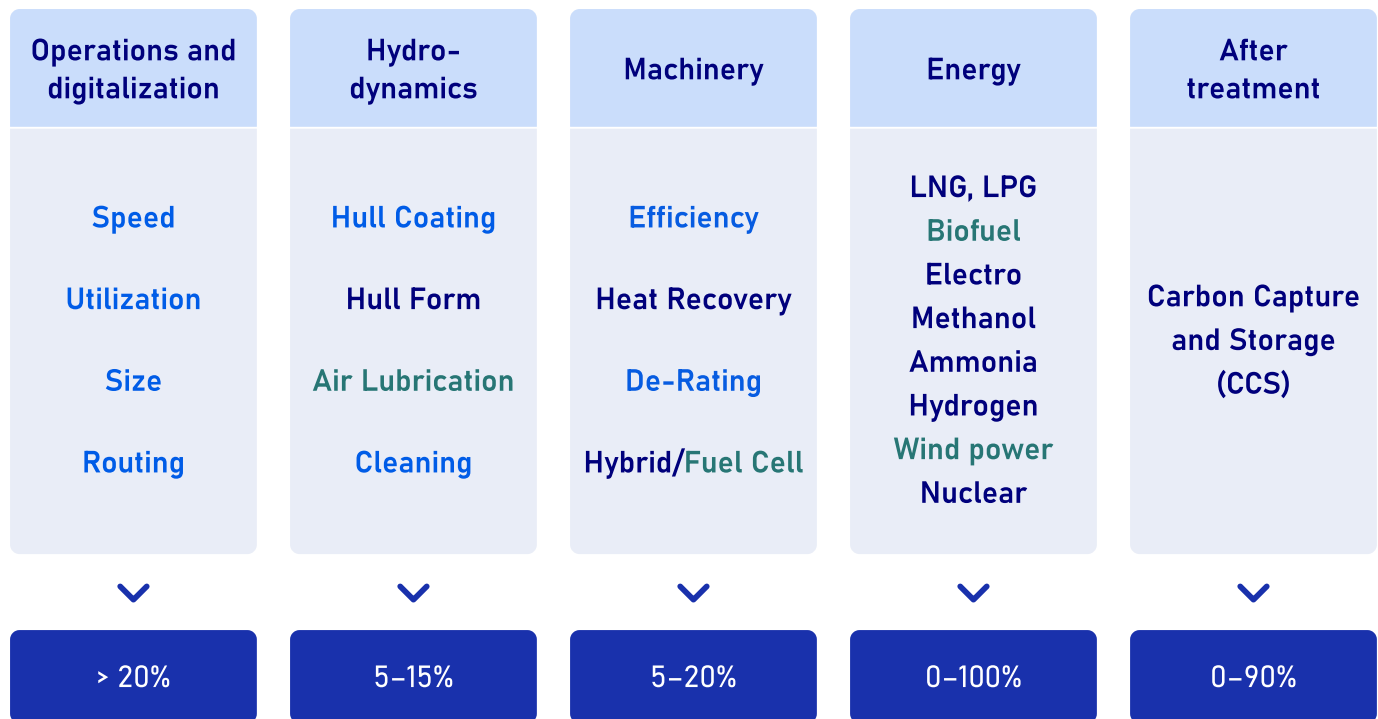 Operations and
digitalization
Speed
Utilization
Size
Routing
> 20%
Hydro-
dynamics
Hull Coating
Hull Form
Air Lubrication
Cleaning
5–15%
Machinery
Efficiency
Heat Recovery
De-Rating
Hybrid/Fuel Cell
5–20%
Energy
LNG, LPG
Biofuel
Electro
Methanol
Ammonia
Hydrogen
Wind power
Nuclear
0–100%
After
treatment
Carbon Capture
and Storage
(CCS)
0–90%